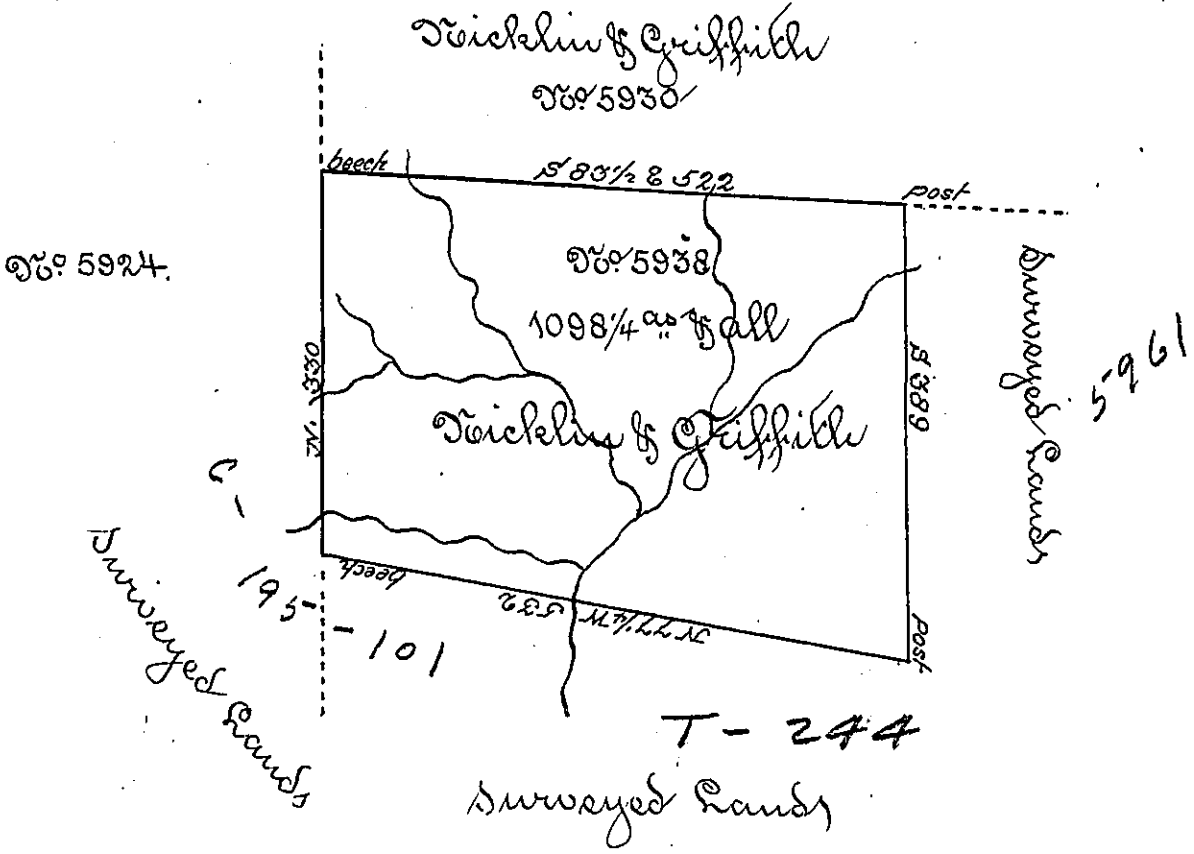 Nicklin & Griffith
No. 5930
beech
S 83½ E 522
post
No. 5924.
No. 5938
1098¼ as & all
N. 330
S 389
Surveyed Lands
5961
Nicklin & Griffith
C-
195-101
Surveyed Lands
beech
N 77¼ W 532
post
T-244
Surveyed Lands